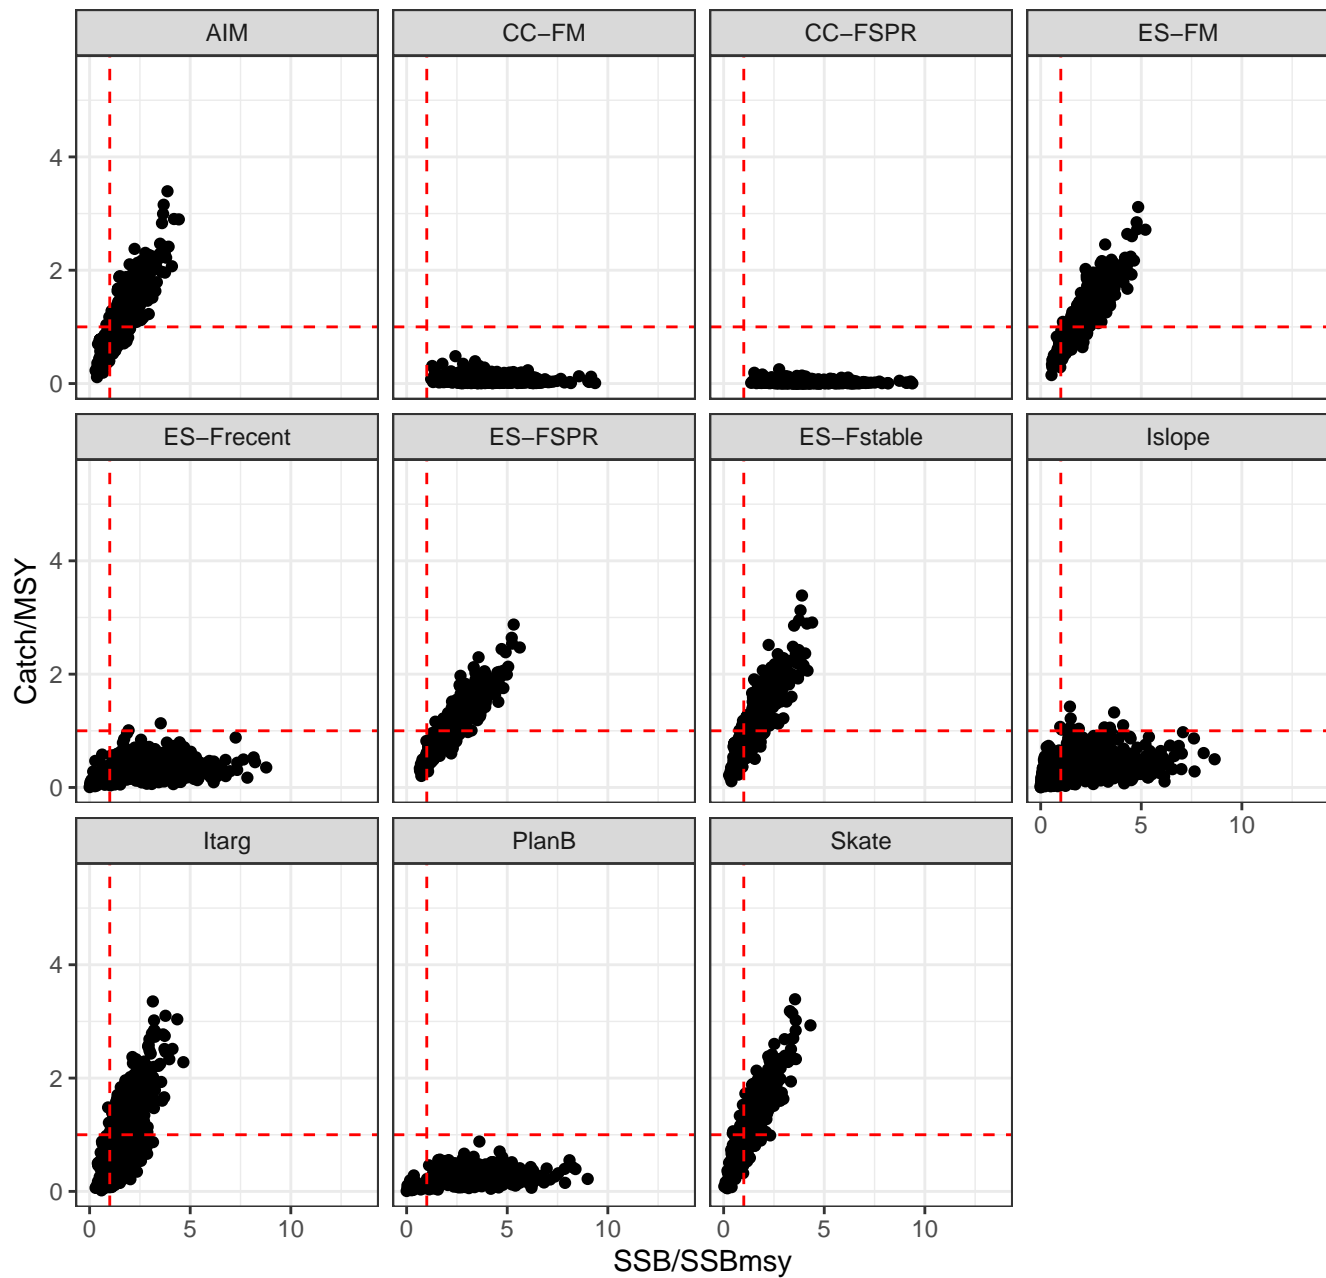 AIM
CC−FM
CC−FSPR
ES−FM
4
2
0
ES−Frecent
ES−FSPR
ES−Fstable
Islope
4
2
0
0 5 10
Itarg
PlanB
Skate
4
2
0
0 5 10
0 5 10
0 5 10
Catch/MSY
SSB/SSBmsy